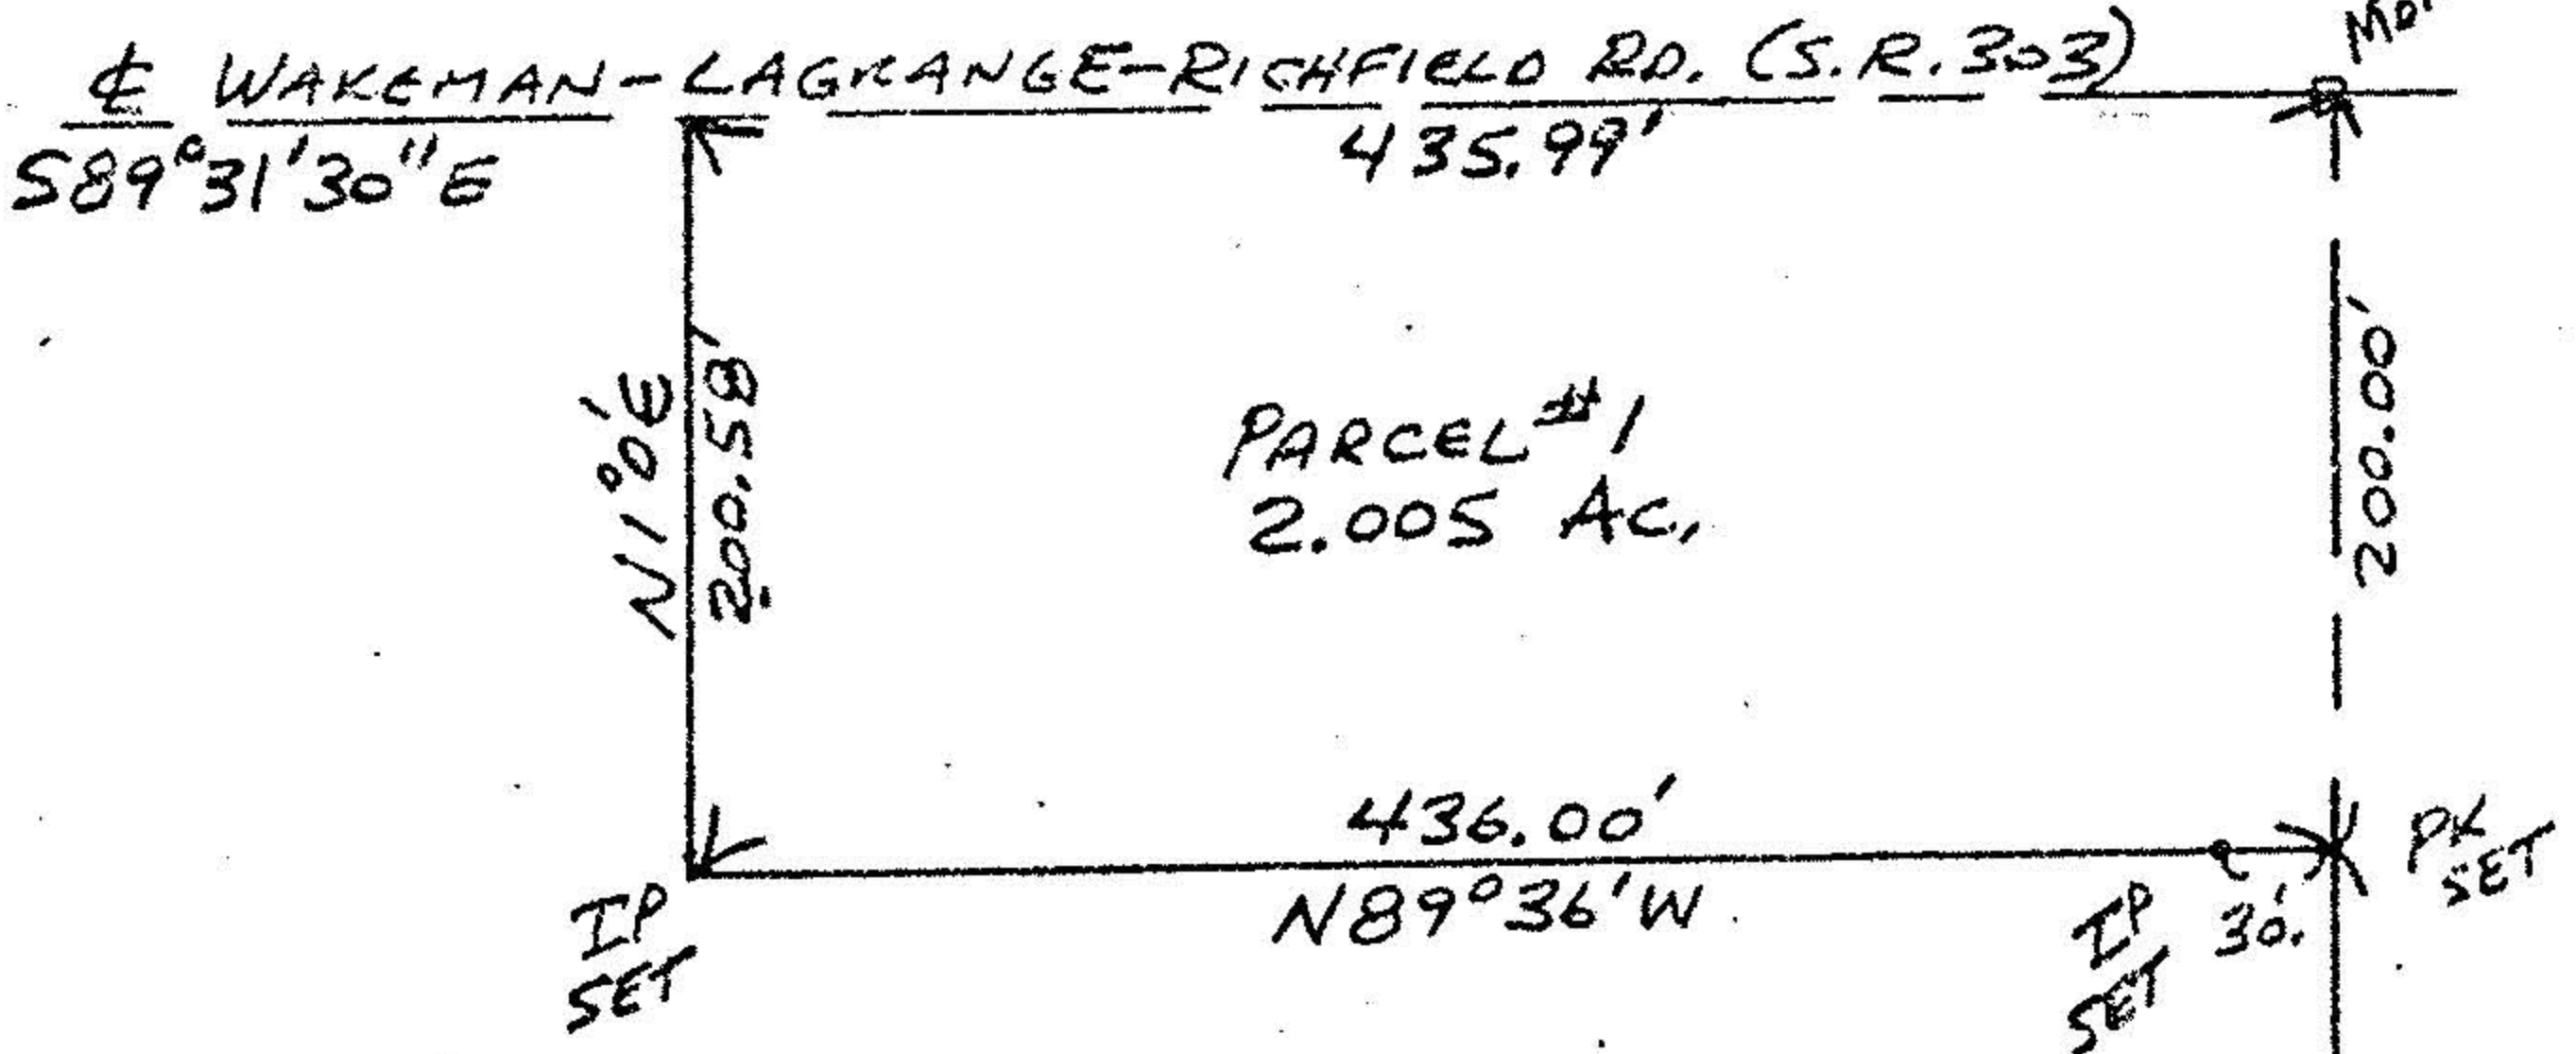 MO
℄ WAKEMAN-LAGRANGE-RICHFIELD RD. (S.R.303)
S89°31'30"E
435.99'
N1°0'E
200.58'
PARCEL #1
2.005 Ac.
200.00'
436.00'
N89°36'W
IP
SET
IP
SET
30'
PK
SET